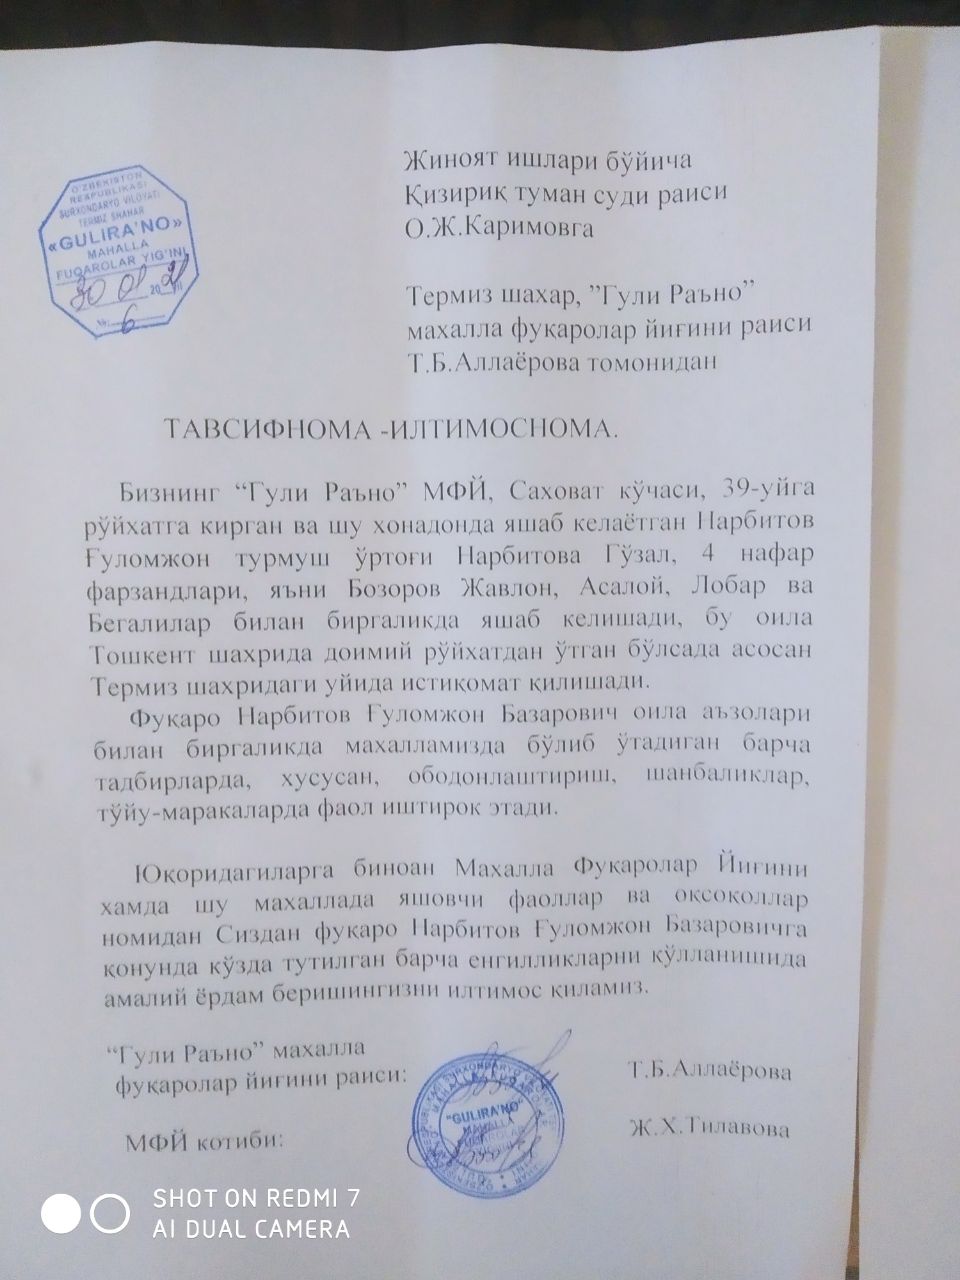 O'ZBEKISTON
RESPUBLIKASI
SURXONDARYO VILOYATI
TERMIZ SHAHAR
«GULIRA'NO»
MAHALLA
FUQAROLAR YIG'INI
30 01 2021
№: 6
Жиноят ишлари бўйича
Қизириқ туман суди раиси
О.Ж.Каримовга
Термиз шахар, ”Гули Раъно”
махалла фуқаролар йиғини раиси
Т.Б.Аллаёрова томонидан
ТАВСИФНОМА -ИЛТИМОСНОМА.
Бизнинг “Гули Раъно” МФЙ, Саховат кўчаси, 39-уйга
рўйхатга кирган ва шу хонадонда яшаб келаётган Нарбитов
Ғуломжон турмуш ўртоғи Нарбитова Гўзал, 4 нафар
фарзандлари, яъни Бозоров Жавлон, Асалой, Лобар ва
Бегалилар билан биргаликда яшаб келишади, бу оила
Тошкент шахрида доимий рўйхатдан ўтган бўлсада асосан
Термиз шахридаги уйида истиқомат қилишади.
Фуқаро Нарбитов Ғуломжон Базарович оила аъзолари
билан биргаликда махалламизда бўлиб ўтадиган барча
тадбирларда, хусусан, ободонлаштириш, шанбаликлар,
тўйу-маракаларда фаол иштирок этади.
Юқоридагиларга биноан Махалла Фуқаролар Йиғини
хамда шу махаллада яшовчи фаоллар ва оқсоқоллар
номидан Сиздан фуқаро Нарбитов Ғуломжон Базаровичга
қонунда кўзда тутилган барча енгилликларни қўлланишида
амалий ёрдам беришингизни илтимос қиламиз.
“Гули Раъно” махалла
фуқаролар йиғини раиси:
Т.Б.Аллаёрова
"GULIRA'NO"
MAHALLA
FUQAROLAR
МФЙ котиби:
Ж.Х.Тилавова
SHOT ON REDMI 7
AI DUAL CAMERA